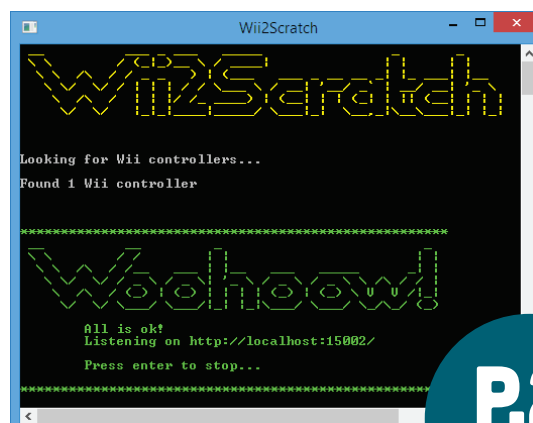 Wii2Scratch
Wii2Scratch
Looking for Wii controllers...
Found 1 Wii controller
*****************************************************
Woohoow!
All is ok!
Listening on http://localhost:15002/
Press enter to stop...